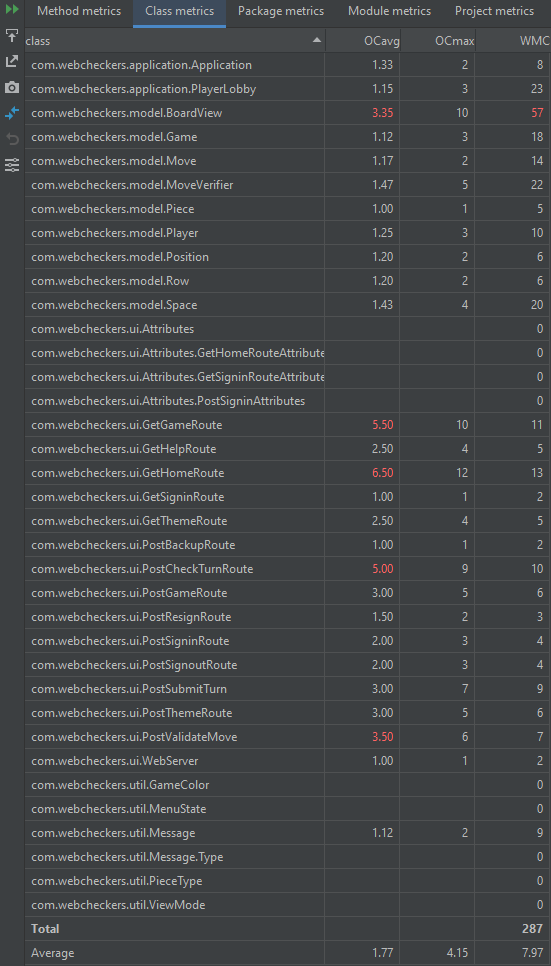 Method metrics Class metrics Package metrics Module metrics Project metrics
class OCavg OCmax WMC
com.webcheckers.application.Application 1.33 2 8
com.webcheckers.application.PlayerLobby 1.15 3 23
com.webcheckers.model.BoardView 3.35 10 57
com.webcheckers.model.Game 1.12 3 18
com.webcheckers.model.Move 1.17 2 14
com.webcheckers.model.MoveVerifier 1.47 5 22
com.webcheckers.model.Piece 1.00 1 5
com.webcheckers.model.Player 1.25 3 10
com.webcheckers.model.Position 1.20 2 6
com.webcheckers.model.Row 1.20 2 6
com.webcheckers.model.Space 1.43 4 20
com.webcheckers.ui.Attributes 0
com.webcheckers.ui.Attributes.GetHomeRouteAttribute 0
com.webcheckers.ui.Attributes.GetSigninRouteAttribute 0
com.webcheckers.ui.Attributes.PostSigninAttributes 0
com.webcheckers.ui.GetGameRoute 5.50 10 11
com.webcheckers.ui.GetHelpRoute 2.50 4 5
com.webcheckers.ui.GetHomeRoute 6.50 12 13
com.webcheckers.ui.GetSigninRoute 1.00 1 2
com.webcheckers.ui.GetThemeRoute 2.50 4 5
com.webcheckers.ui.PostBackupRoute 1.00 1 2
com.webcheckers.ui.PostCheckTurnRoute 5.00 9 10
com.webcheckers.ui.PostGameRoute 3.00 5 6
com.webcheckers.ui.PostResignRoute 1.50 2 3
com.webcheckers.ui.PostSigninRoute 2.00 3 4
com.webcheckers.ui.PostSignoutRoute 2.00 3 4
com.webcheckers.ui.PostSubmitTurn 3.00 7 9
com.webcheckers.ui.PostThemeRoute 3.00 5 6
com.webcheckers.ui.PostValidateMove 3.50 6 7
com.webcheckers.ui.WebServer 1.00 1 2
com.webcheckers.util.GameColor 0
com.webcheckers.util.MenuState 0
com.webcheckers.util.Message 1.12 2 9
com.webcheckers.util.Message.Type 0
com.webcheckers.util.PieceType 0
com.webcheckers.util.ViewMode 0
Total 287
Average 1.77 4.15 7.97